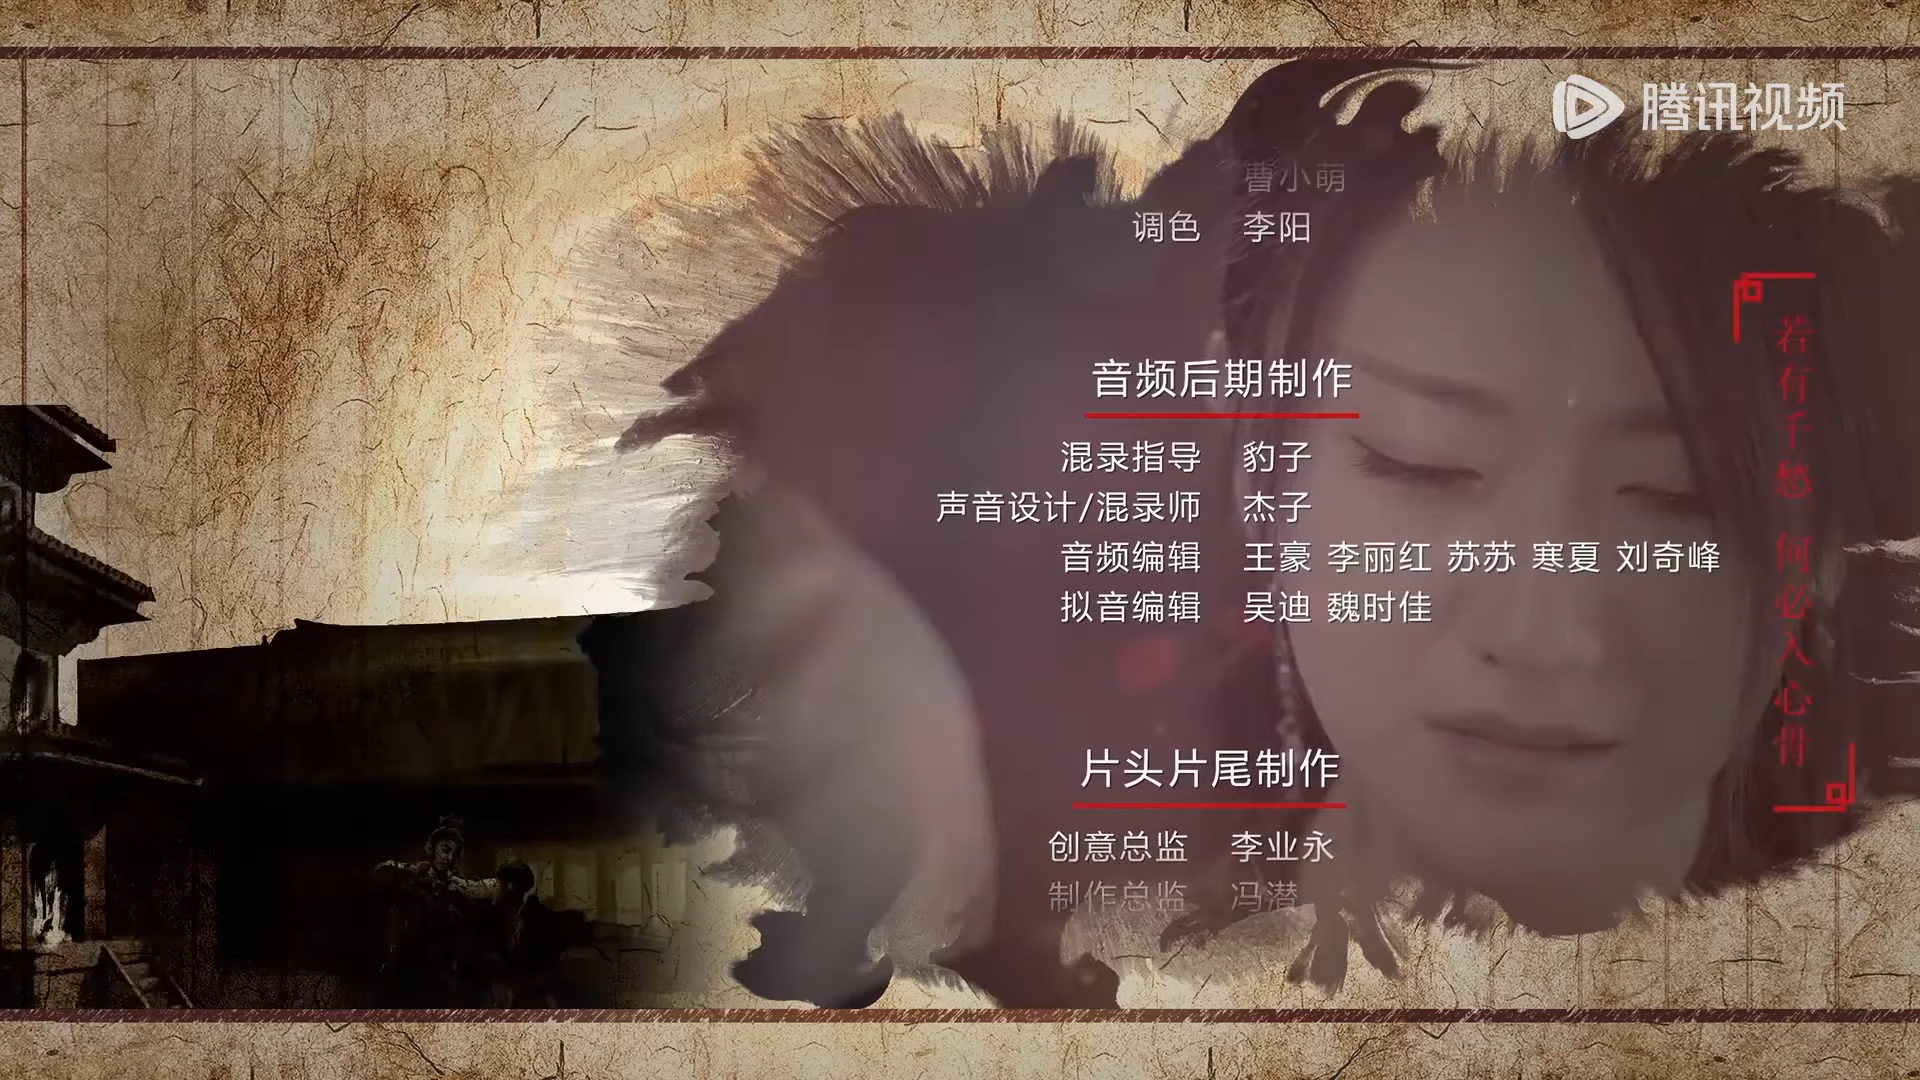 腾讯视频
曹小萌
调色 李阳
音频后期制作
混录指导 豹子
声音设计/混录师 杰子
音频编辑 王豪 李丽红 苏苏 寒夏 刘奇峰
拟音编辑 吴迪 魏时佳
片头片尾制作
创意总监 李业永
制作总监 冯潜
若有千愁 何必入心骨